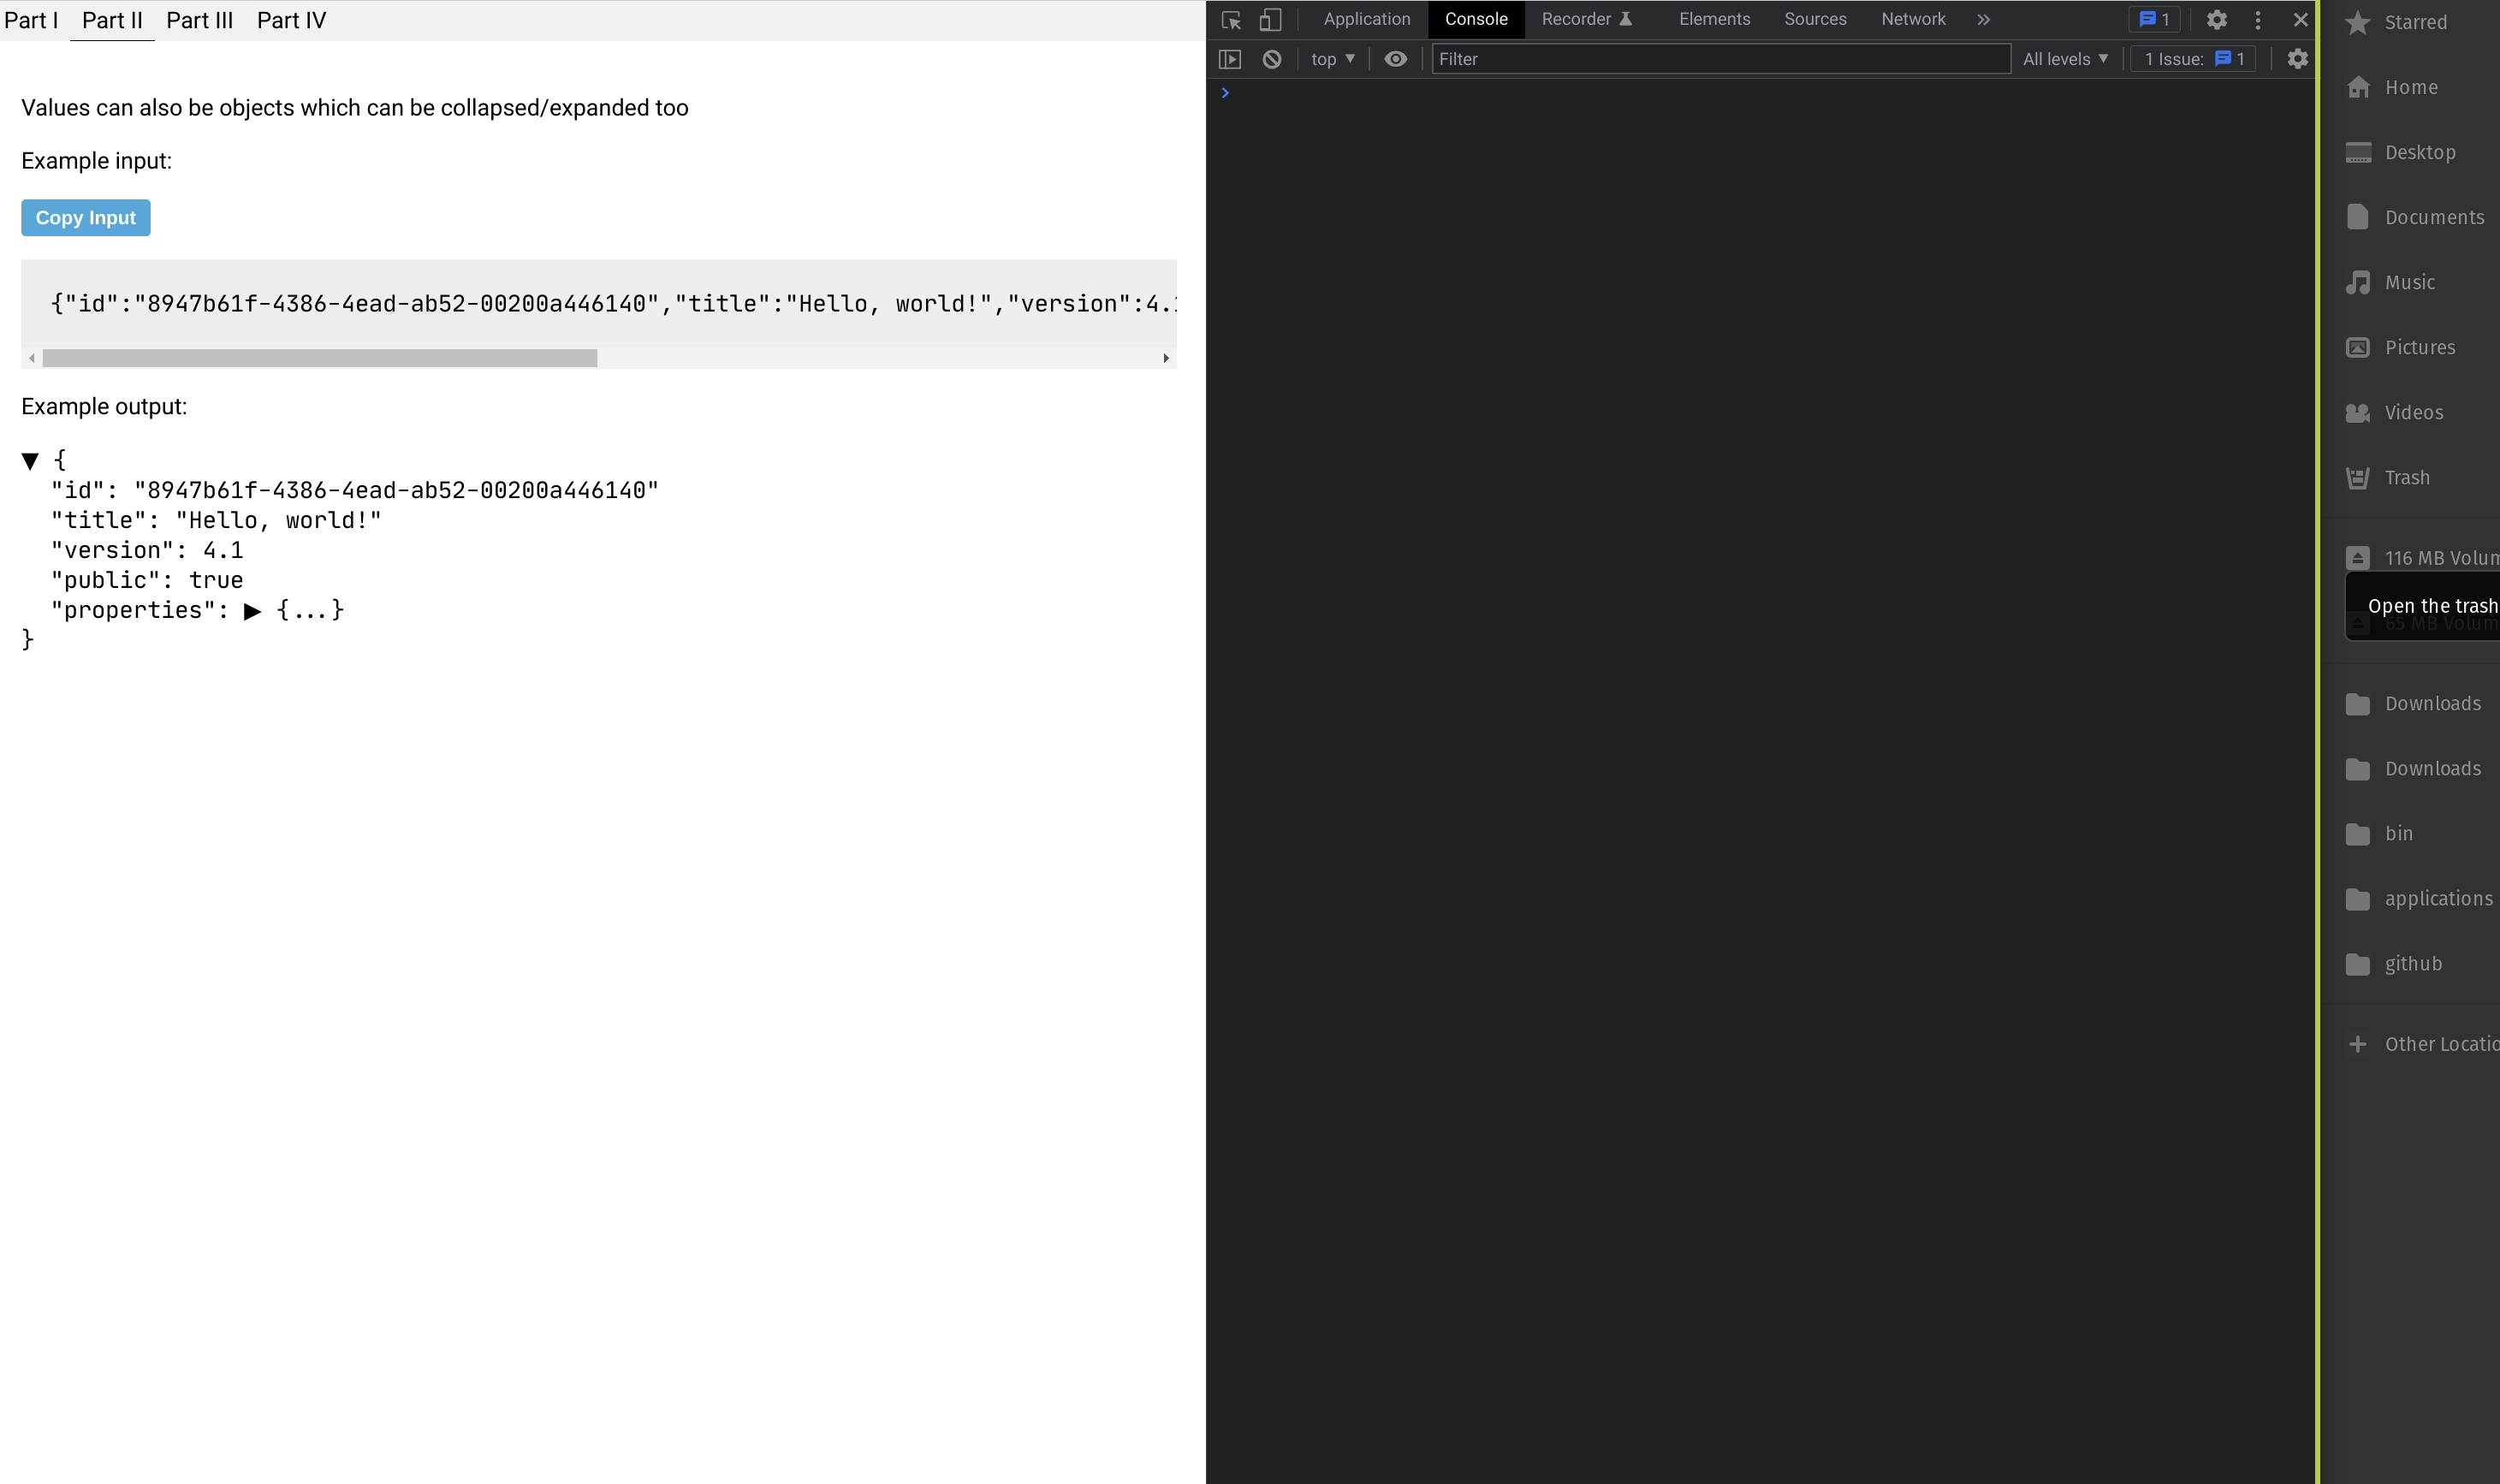 Part I Part II Part III Part IV
Values can also be objects which can be collapsed/expanded too
Example input:
Copy Input
{"id":"8947b61f-4386-4ead-ab52-00200a446140","title":"Hello, world!","version":4.1
Example output:
▼ {
"id": "8947b61f-4386-4ead-ab52-00200a446140"
"title": "Hello, world!"
"version": 4.1
"public": true
"properties": ▶ {...}
}
Application Console Recorder Elements Sources Network » 1
top ▼ Filter All levels ▼ 1 Issue: 1
>
Starred
Home
Desktop
Documents
Music
Pictures
Videos
Trash
116 MB Volum
Open the trash
65 MB Volum
Downloads
Downloads
bin
applications
github
+ Other Locatio